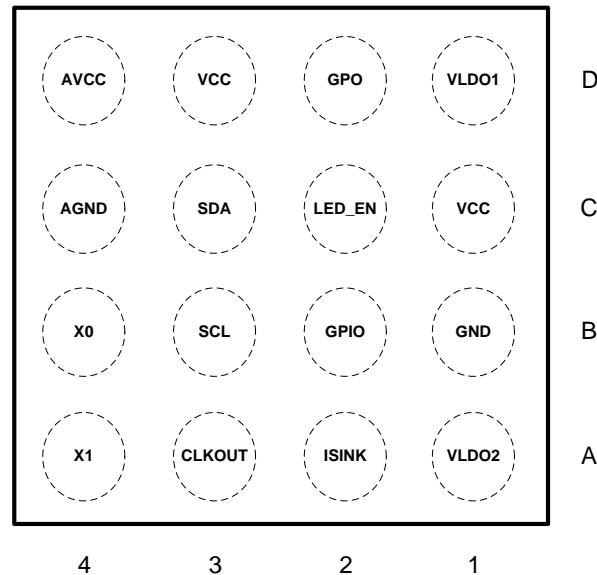 AVCC VCC GPO VLDO1 D
AGND SDA LED_EN VCC C
X0 SCL GPIO GND B
X1 CLKOUT ISINK VLDO2 A
4 3 2 1